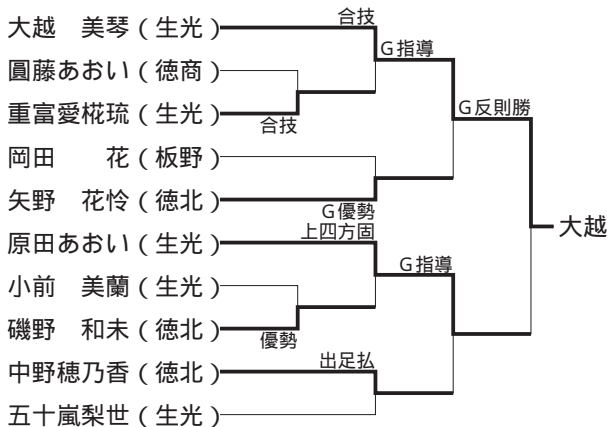 大越　美琴（生光）
圓藤あおい（徳商）
重富愛椛琉（生光）
岡田　　花（板野）
矢野　花怜（徳北）
原田あおい（生光）
小前　美蘭（生光）
磯野　和未（徳北）
中野穂乃香（徳北）
五十嵐梨世（生光）
合技
合技
Ｇ指導
Ｇ優勢
Ｇ反則勝
上四方固
優勢
Ｇ指導
出足払
大越